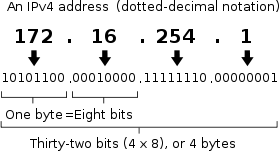 An IPv4 address (dotted-decimal notation)
172 . 16 . 254 . 1
10101100 .00010000 .11111110 .00000001
One byte =Eight bits
Thirty-two bits (4 x 8), or 4 bytes